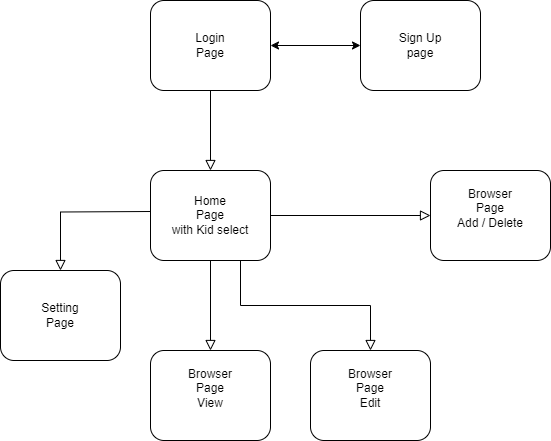 Login
Page
Sign Up
page
Home
Page
with Kid select
Browser
Page
Add / Delete
Setting
Page
Browser
Page
View
Browser
Page
Edit